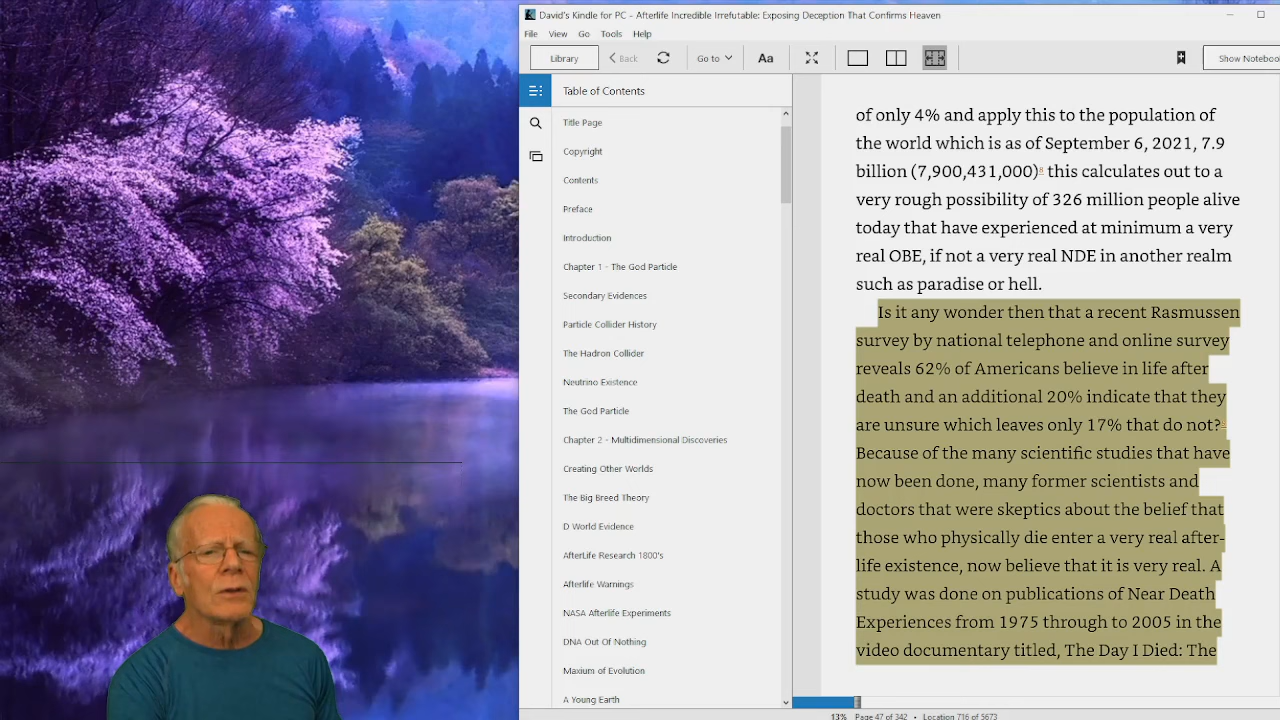 David's Kindle for PC - Afterlife Incredible Irrefutable: Exposing Deception That Confirms Heaven
File View Go Tools Help
Library Back Go to Aa Show Noteboo
Table of Contents
Title Page
Copyright
Contents
Preface
Introduction
Chapter 1 - The God Particle
Secondary Evidences
Particle Collider History
The Hadron Collider
Neutrino Existence
The God Particle
Chapter 2 - Multidimensional Discoveries
Creating Other Worlds
The Big Breed Theory
D World Evidence
AfterLife Research 1800's
Afterlife Warnings
NASA Afterlife Experiments
DNA Out Of Nothing
Maxium of Evolution
A Young Earth
of only 4% and apply this to the population of
the world which is as of September 6, 2021, 7.9
billion (7,900,431,000)8 this calculates out to a
very rough possibility of 326 million people alive
today that have experienced at minimum a very
real OBE, if not a very real NDE in another realm
such as paradise or hell.
Is it any wonder then that a recent Rasmussen
survey by national telephone and online survey
reveals 62% of Americans believe in life after
death and an additional 20% indicate that they
are unsure which leaves only 17% that do not?
Because of the many scientific studies that have
now been done, many former scientists and
doctors that were skeptics about the belief that
those who physically die enter a very real after-
life existence, now believe that it is very real. A
study was done on publications of Near Death
Experiences from 1975 through to 2005 in the
video documentary titled, The Day I Died: The
13% Page 47 of 342 • Location 716 of 5673